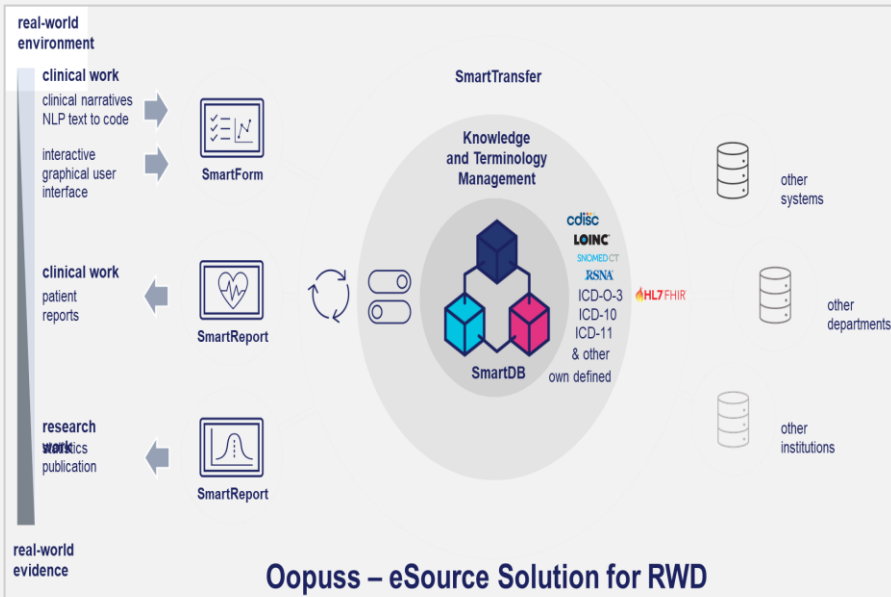 real-world
environment
clinical work
clinical narratives
NLP text to code
interactive
graphical user
interface
SmartForm
clinical work
patient
reports
SmartReport
research
work
statistics
publication
SmartReport
real-world
evidence
SmartTransfer
Knowledge
and Terminology
Management
SmartDB
cdisc
LOINC
SNOMED CT
RSNA
ICD-O-3
ICD-10
ICD-11
& other
own defined
HL7 FHIR
other
systems
other
departments
other
institutions
Oopuss – eSource Solution for RWD